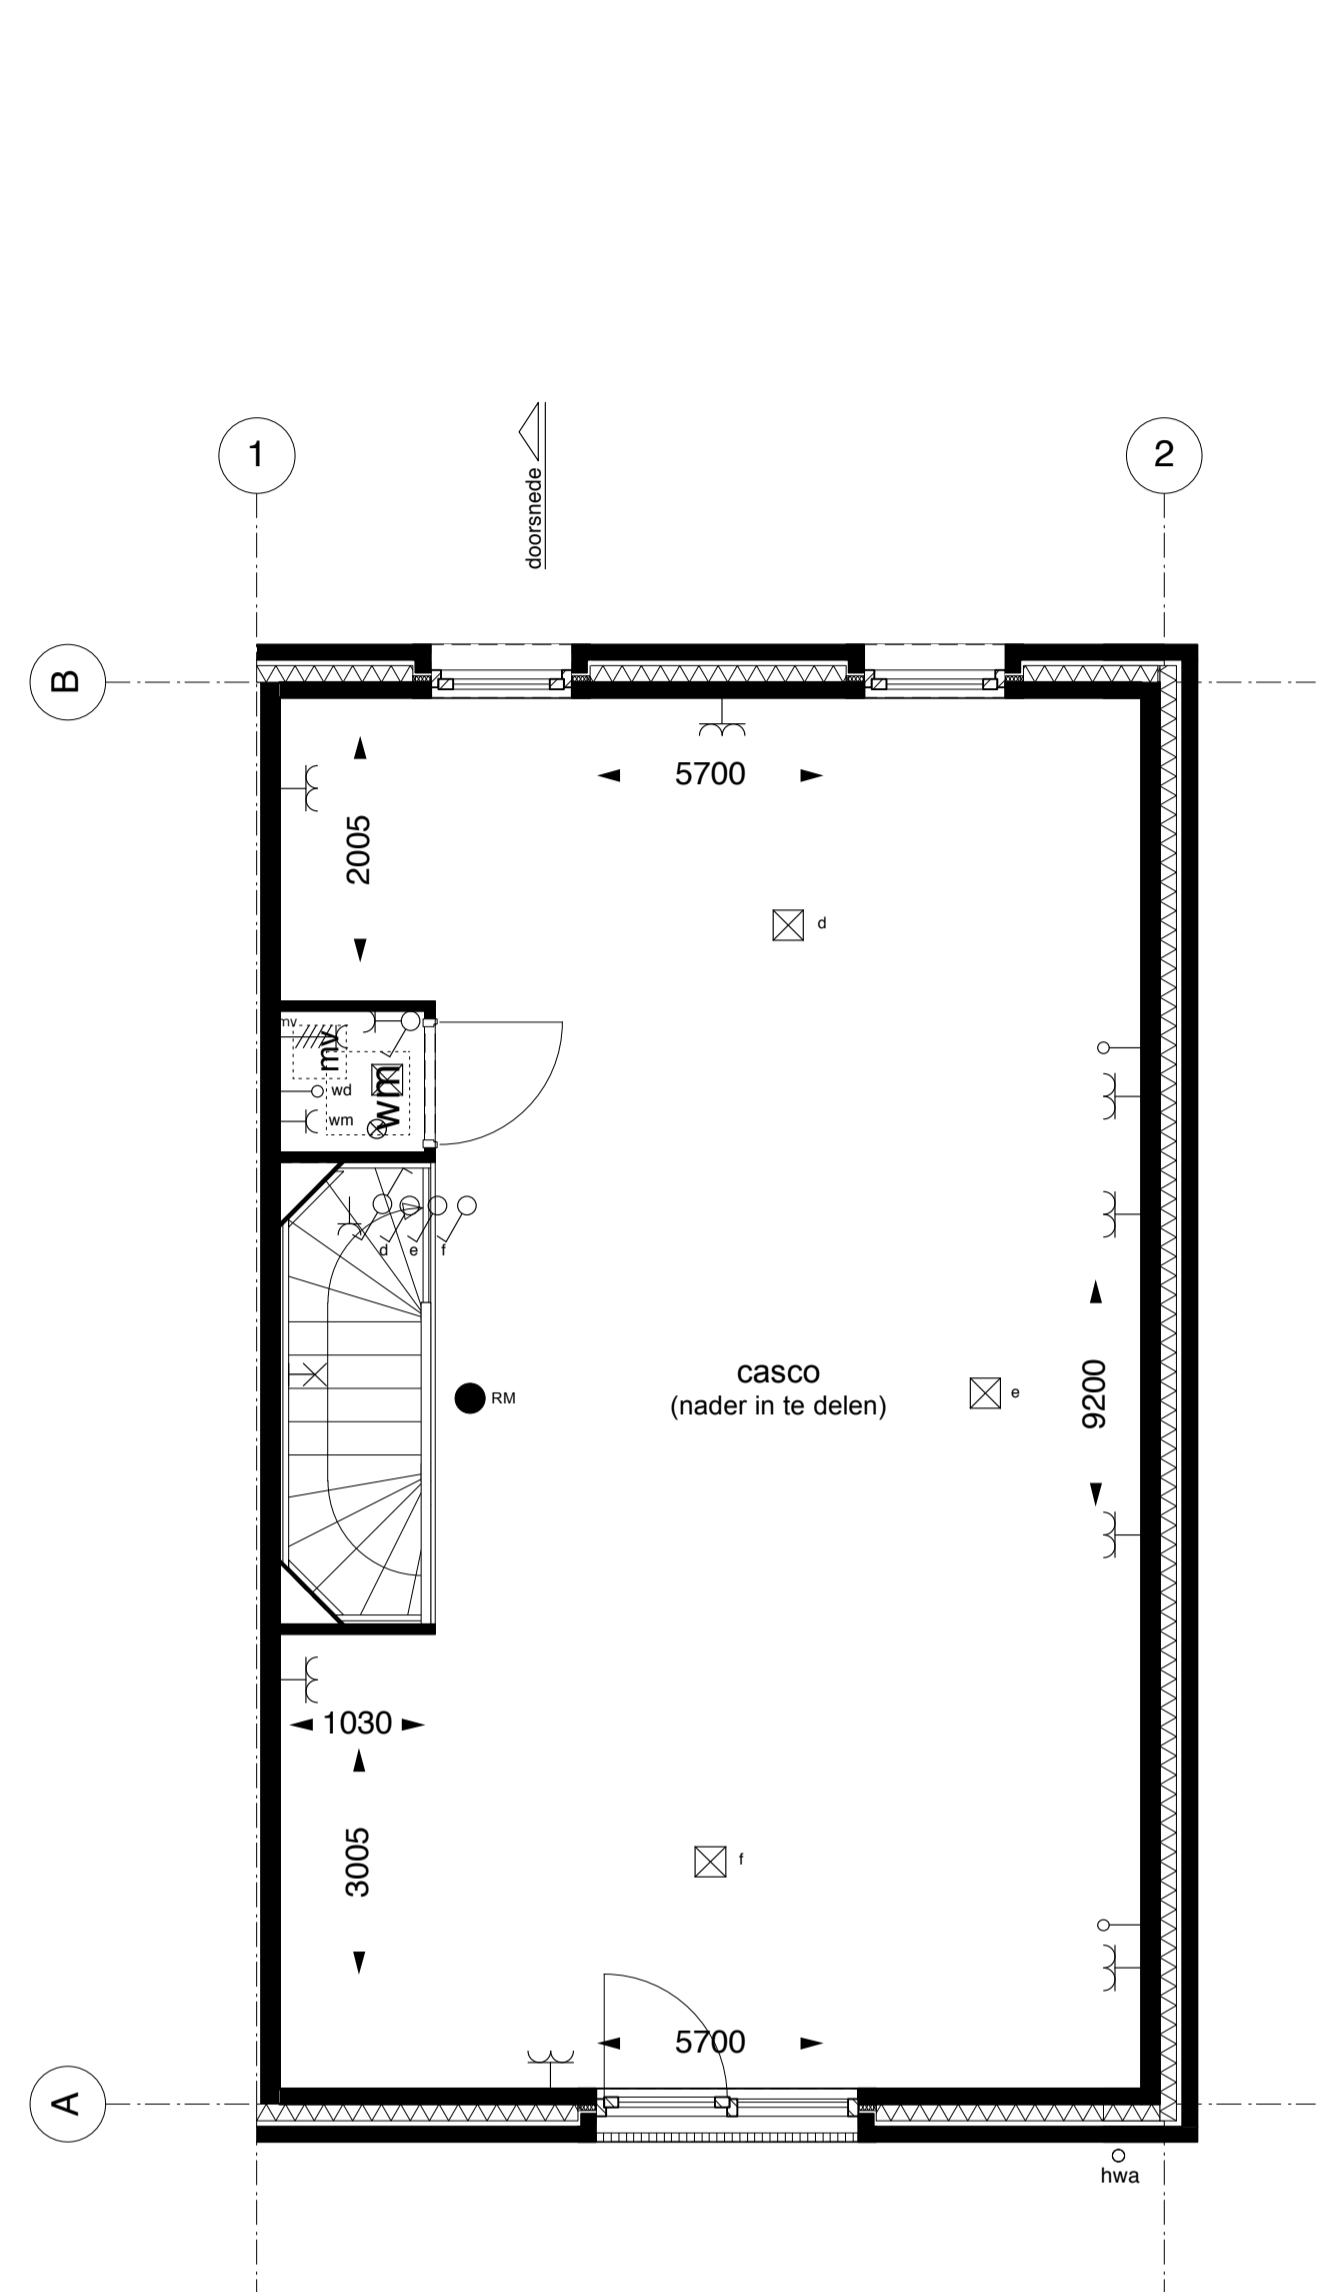 1
2
doorsnede
B
5700
2005
d
mv
mv
wd
wm
wm
d
e
f
casco
(nader in te delen)
RM
e
9200
1030
3005
f
5700
A
hwa